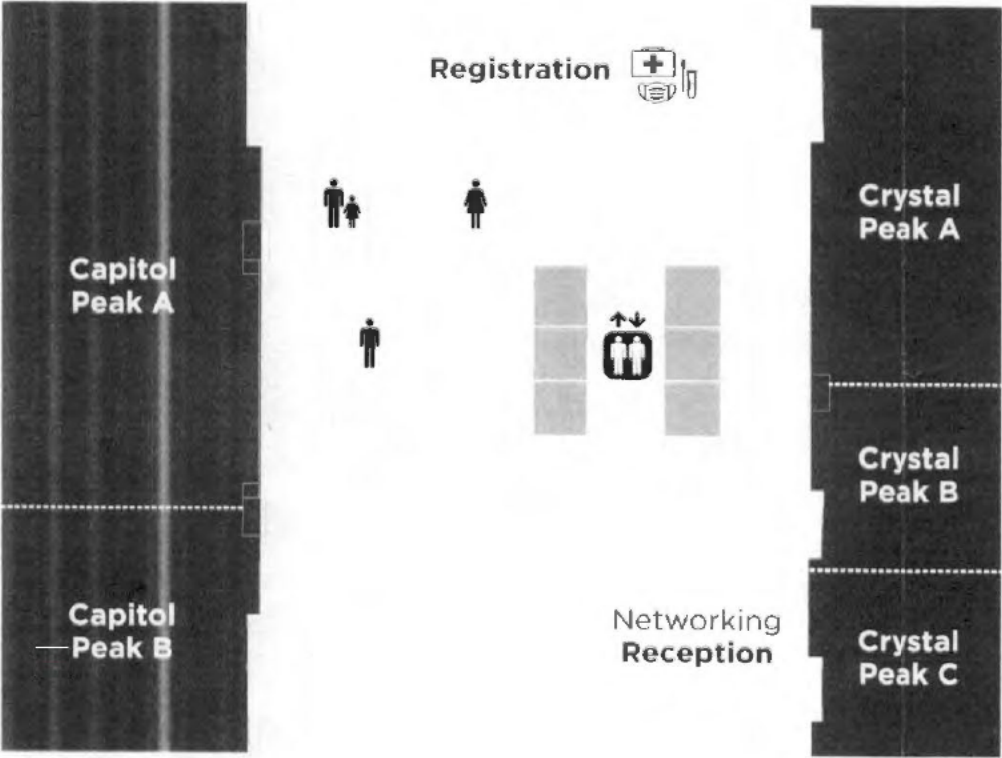 Registration
Crystal
Peak A
Capitol
Peak A
Crystal
Peak B
Capitol
Peak B
Networking
Reception
Crystal
Peak C